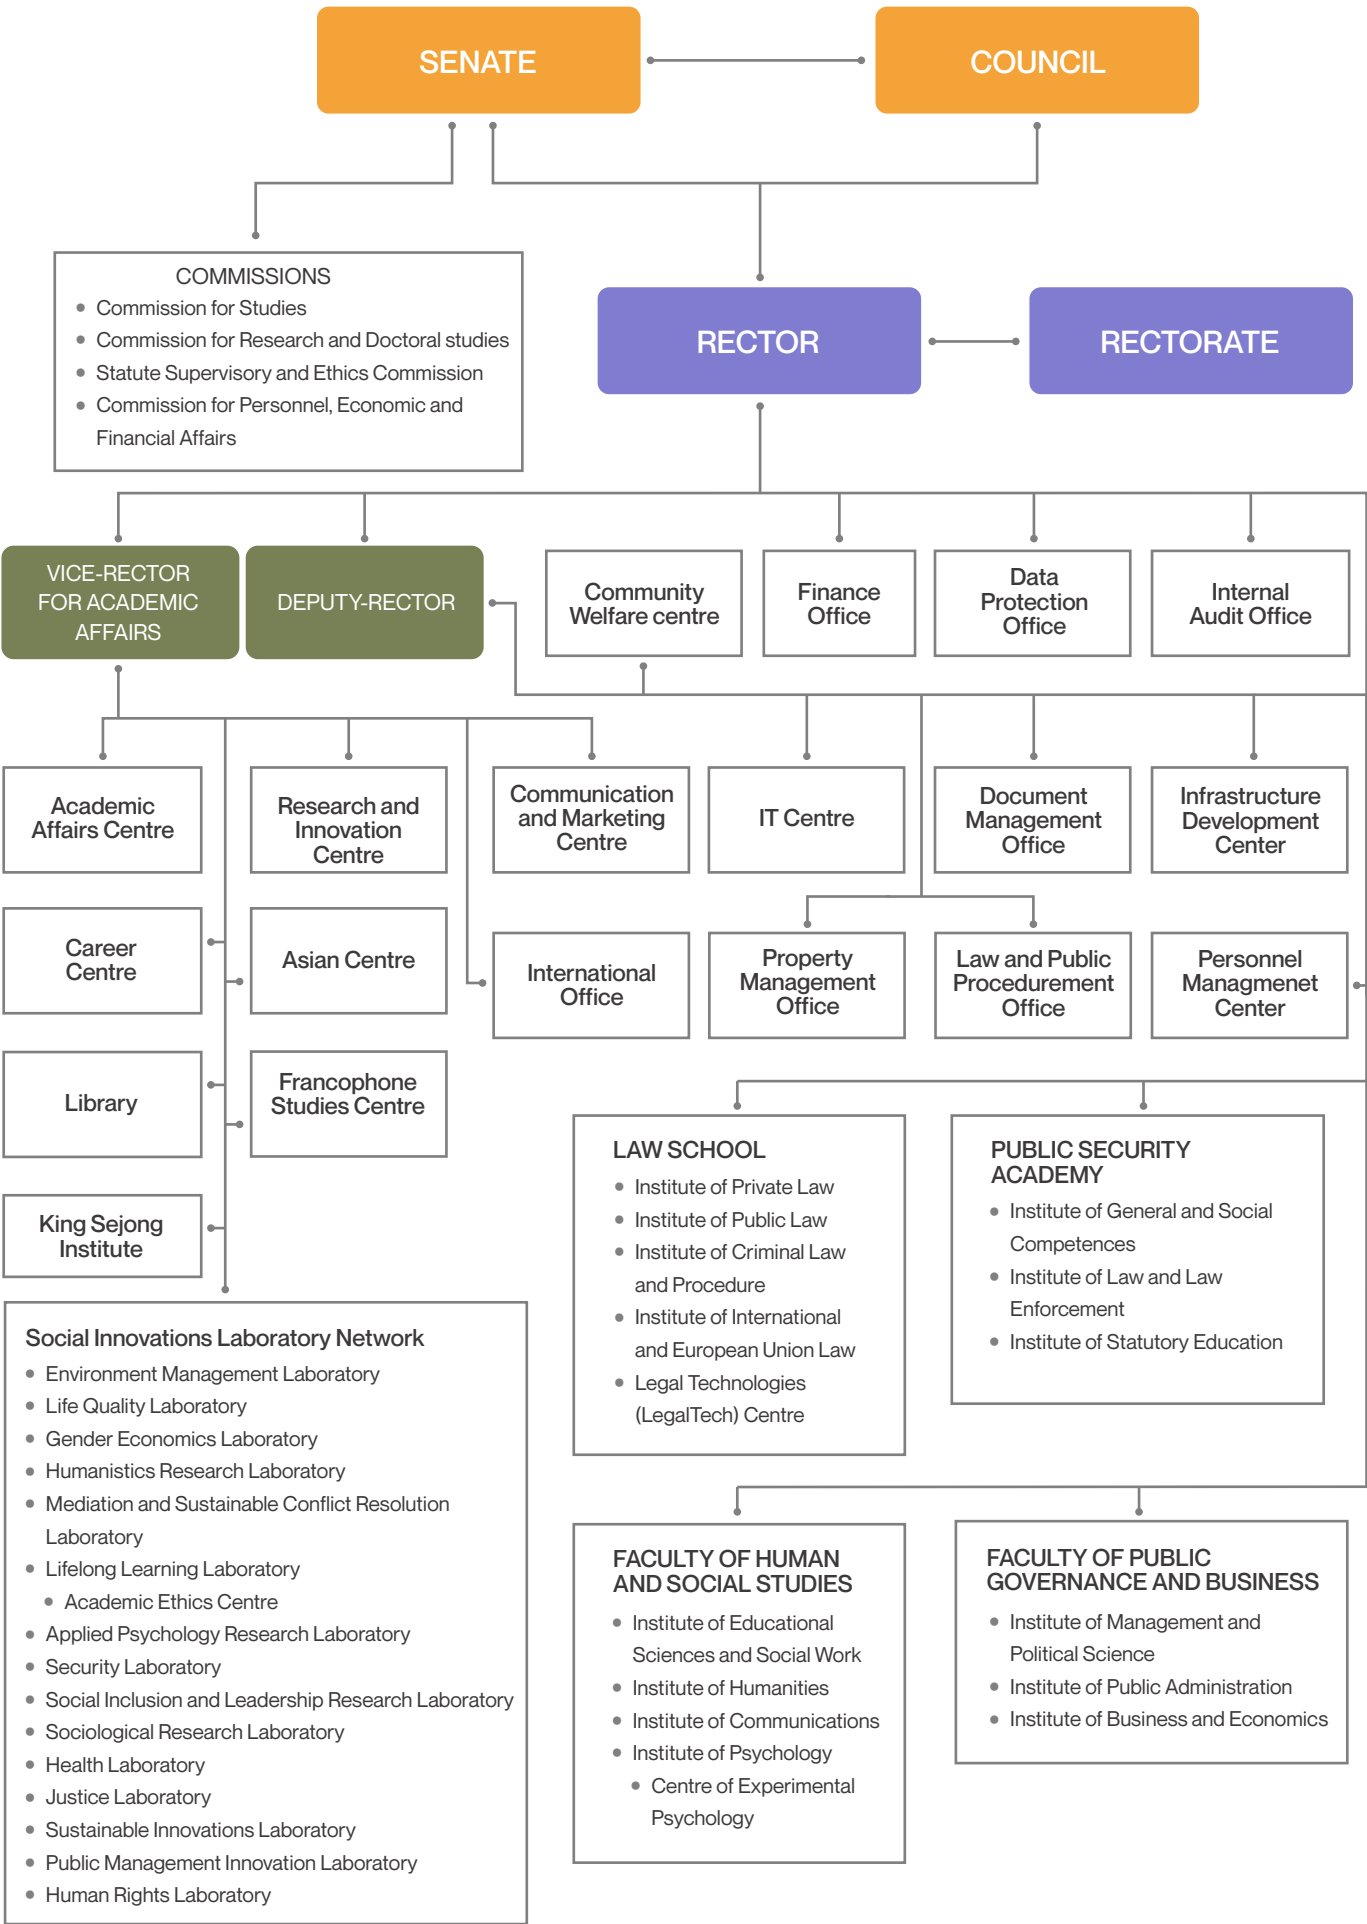 SENATE
COUNCIL
COMMISSIONS
Commission for Studies
Commission for Research and Doctoral studies
Statute Supervisory and Ethics Commission
Commission for Personnel, Economic and
Financial Affairs
RECTOR
RECTORATE
VICE-RECTOR
FOR ACADEMIC
AFFAIRS
DEPUTY-RECTOR
Community
Welfare centre
Finance
Office
Data
Protection
Office
Internal
Audit Office
Academic
Affairs Centre
Research and
Innovation
Centre
Communication
and Marketing
Centre
IT Centre
Document
Management
Office
Infrastructure
Development
Center
Career
Centre
Asian Centre
International
Office
Property
Management
Office
Law and Public
Procedurement
Office
Personnel
Managmenet
Center
Library
Francophone
Studies Centre
King Sejong
Institute
LAW SCHOOL
Institute of Private Law
Institute of Public Law
Institute of Criminal Law
and Procedure
Institute of International
and European Union Law
Legal Technologies
(LegalTech) Centre
PUBLIC SECURITY
ACADEMY
Institute of General and Social
Competences
Institute of Law and Law
Enforcement
Institute of Statutory Education
Social Innovations Laboratory Network
Environment Management Laboratory
Life Quality Laboratory
Gender Economics Laboratory
Humanistics Research Laboratory
Mediation and Sustainable Conflict Resolution
Laboratory
Lifelong Learning Laboratory
Academic Ethics Centre
Applied Psychology Research Laboratory
Security Laboratory
Social Inclusion and Leadership Research Laboratory
Sociological Research Laboratory
Health Laboratory
Justice Laboratory
Sustainable Innovations Laboratory
Public Management Innovation Laboratory
Human Rights Laboratory
FACULTY OF HUMAN
AND SOCIAL STUDIES
Institute of Educational
Sciences and Social Work
Institute of Humanities
Institute of Communications
Institute of Psychology
Centre of Experimental
Psychology
FACULTY OF PUBLIC
GOVERNANCE AND BUSINESS
Institute of Management and
Political Science
Institute of Public Administration
Institute of Business and Economics